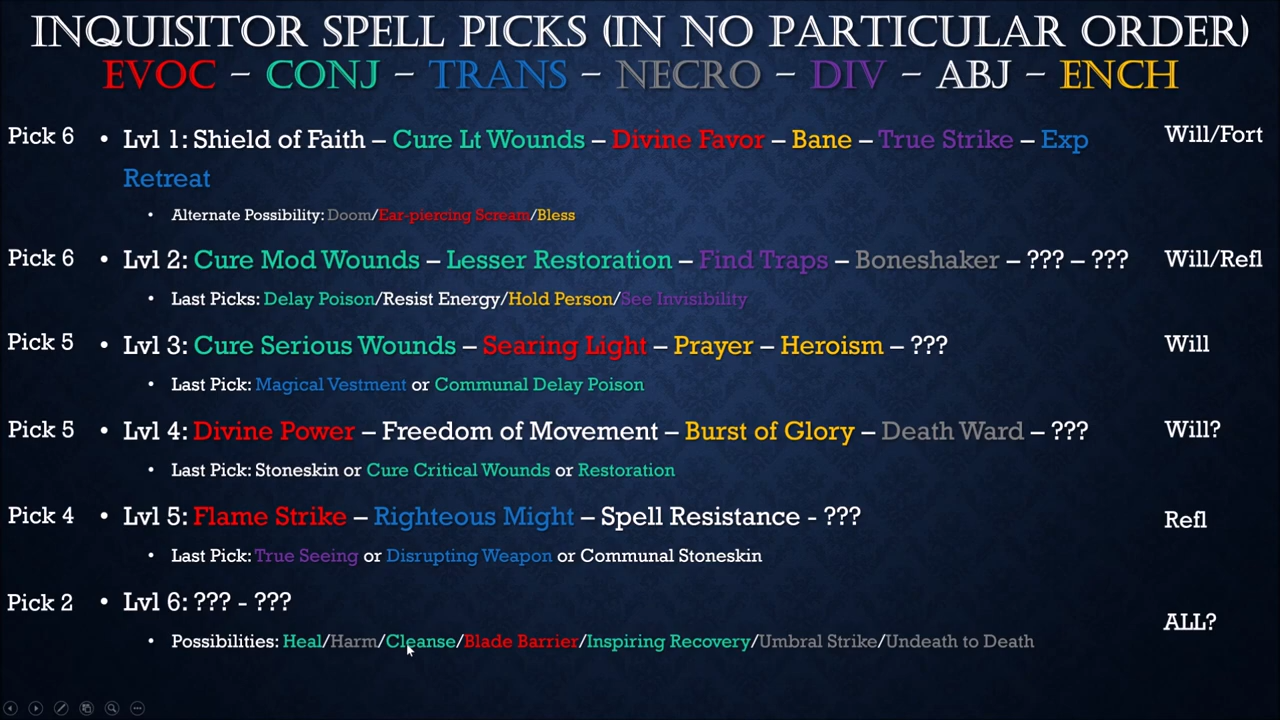 INQUISITOR SPELL PICKS (IN NO PARTICULAR ORDER)
EVOC – CONJ – TRANS – NECRO – DIV – ABJ – ENCH
Pick 6 • Lvl 1: Shield of Faith – Cure Lt Wounds – Divine Favor – Bane – True Strike – Exp Will/Fort
Retreat
• Alternate Possibility: Doom/Ear-piercing Scream/Bless
Pick 6 • Lvl 2: Cure Mod Wounds – Lesser Restoration – Find Traps – Boneshaker – ??? – ??? Will/Refl
• Last Picks: Delay Poison/Resist Energy/Hold Person/See Invisibility
Pick 5 • Lvl 3: Cure Serious Wounds – Searing Light – Prayer – Heroism – ??? Will
• Last Pick: Magical Vestment or Communal Delay Poison
Pick 5 • Lvl 4: Divine Power – Freedom of Movement – Burst of Glory – Death Ward – ??? Will?
• Last Pick: Stoneskin or Cure Critical Wounds or Restoration
Pick 4 • Lvl 5: Flame Strike – Righteous Might – Spell Resistance - ??? Refl
• Last Pick: True Seeing or Disrupting Weapon or Communal Stoneskin
Pick 2 • Lvl 6: ??? - ??? ALL?
• Possibilities: Heal/Harm/Cleanse/Blade Barrier/Inspiring Recovery/Umbral Strike/Undeath to Death